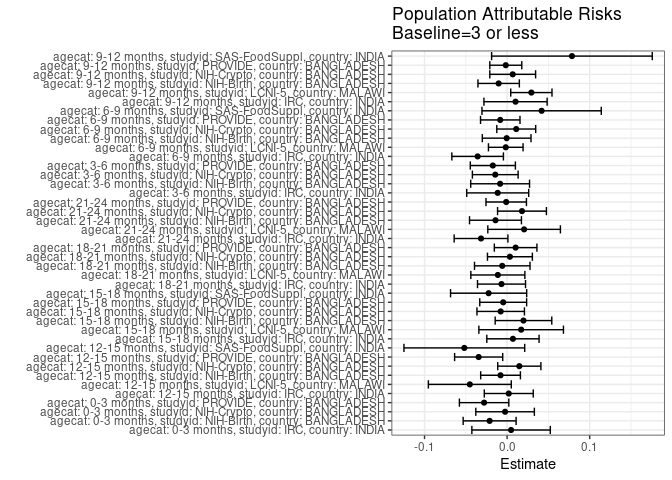 Population Attributable Risks
Baseline=3 or less
agecat: 9-12 months, studyid: SAS-FoodSuppl, country: INDIA
agecat: 9-12 months, studyid: PROVIDE, country: BANGLADESH
agecat: 9-12 months, studyid: NIH-Crypto, country: BANGLADESH
agecat: 9-12 months, studyid: NIH-Birth, country: BANGLADESH
agecat: 9-12 months, studyid: LCNI-5, country: MALAWI
agecat: 9-12 months, studyid: IRC, country: INDIA
agecat: 6-9 months, studyid: SAS-FoodSuppl, country: INDIA
agecat: 6-9 months, studyid: PROVIDE, country: BANGLADESH
agecat: 6-9 months, studyid: NIH-Crypto, country: BANGLADESH
agecat: 6-9 months, studyid: NIH-Birth, country: BANGLADESH
agecat: 6-9 months, studyid: LCNI-5, country: MALAWI
agecat: 6-9 months, studyid: IRC, country: INDIA
agecat: 3-6 months, studyid: PROVIDE, country: BANGLADESH
agecat: 3-6 months, studyid: NIH-Crypto, country: BANGLADESH
agecat: 3-6 months, studyid: NIH-Birth, country: BANGLADESH
agecat: 3-6 months, studyid: IRC, country: INDIA
agecat: 21-24 months, studyid: PROVIDE, country: BANGLADESH
agecat: 21-24 months, studyid: NIH-Crypto, country: BANGLADESH
agecat: 21-24 months, studyid: NIH-Birth, country: BANGLADESH
agecat: 21-24 months, studyid: LCNI-5, country: MALAWI
agecat: 21-24 months, studyid: IRC, country: INDIA
agecat: 18-21 months, studyid: PROVIDE, country: BANGLADESH
agecat: 18-21 months, studyid: NIH-Crypto, country: BANGLADESH
agecat: 18-21 months, studyid: NIH-Birth, country: BANGLADESH
agecat: 18-21 months, studyid: LCNI-5, country: MALAWI
agecat: 18-21 months, studyid: IRC, country: INDIA
agecat: 15-18 months, studyid: SAS-FoodSuppl, country: INDIA
agecat: 15-18 months, studyid: PROVIDE, country: BANGLADESH
agecat: 15-18 months, studyid: NIH-Crypto, country: BANGLADESH
agecat: 15-18 months, studyid: NIH-Birth, country: BANGLADESH
agecat: 15-18 months, studyid: LCNI-5, country: MALAWI
agecat: 15-18 months, studyid: IRC, country: INDIA
agecat: 12-15 months, studyid: SAS-FoodSuppl, country: INDIA
agecat: 12-15 months, studyid: PROVIDE, country: BANGLADESH
agecat: 12-15 months, studyid: NIH-Crypto, country: BANGLADESH
agecat: 12-15 months, studyid: NIH-Birth, country: BANGLADESH
agecat: 12-15 months, studyid: LCNI-5, country: MALAWI
agecat: 12-15 months, studyid: IRC, country: INDIA
agecat: 0-3 months, studyid: PROVIDE, country: BANGLADESH
agecat: 0-3 months, studyid: NIH-Crypto, country: BANGLADESH
agecat: 0-3 months, studyid: NIH-Birth, country: BANGLADESH
agecat: 0-3 months, studyid: IRC, country: INDIA
-0.1 0.0 0.1
Estimate